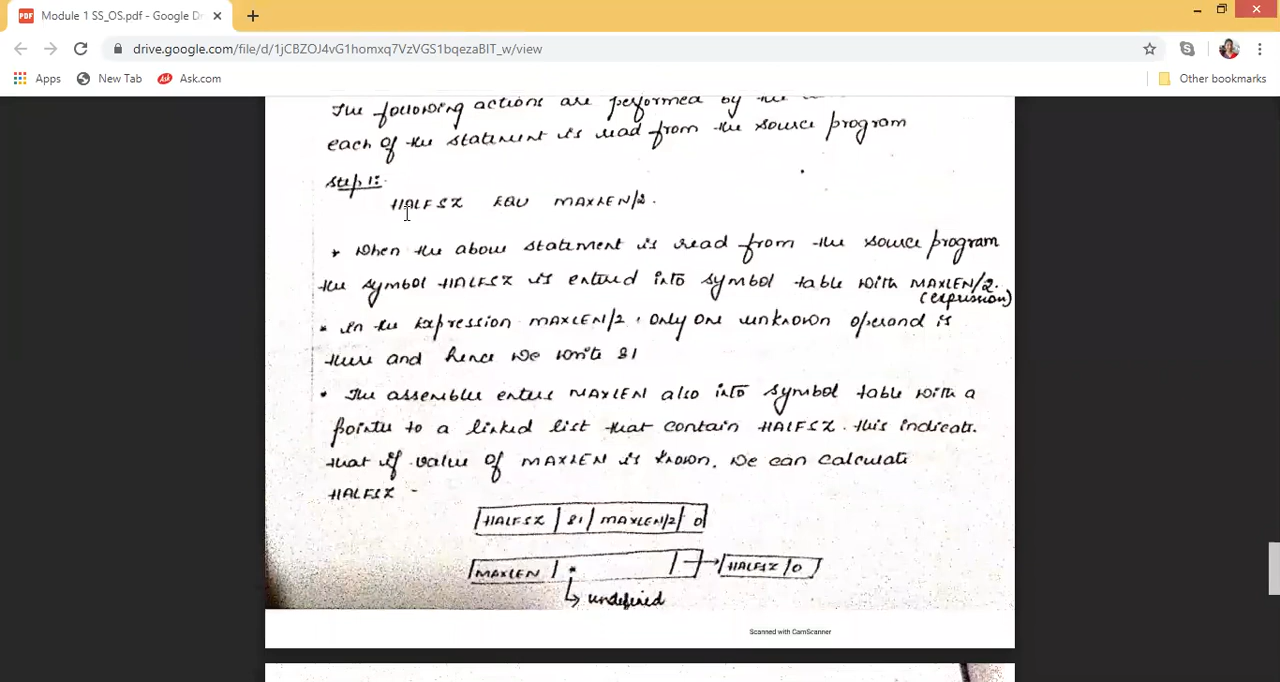 Module 1 SS_OS.pdf - Google D
drive.google.com/file/d/1jCBZOJ4vG1homxq7VzVGS1bqezaBIT_w/view
Apps New Tab Ask.com Other bookmarks
The following actions are performed by the
each of the statement is read from the source program
Step 1:
HALFSZ EQU MAXLEN/2.
* When the above statement is read from the source program
the symbol HALFSZ is entered into symbol table with MAXLEN/2.
(expression)
* In the Expression MAXLEN/2, only one unknown operand is
there and hence we write &1
* The assembler enters MAXLEN also into symbol table with a
pointer to a linked list that contain HALFSZ. this indicate.
that if value of MAXLEN is known. We can calculate
HALFSZ -
HALFSZ | &1 | MAXLEN/2 | 0
MAXLEN | * → HALFSZ | 0
↳ undefined
Scanned with CamScanner